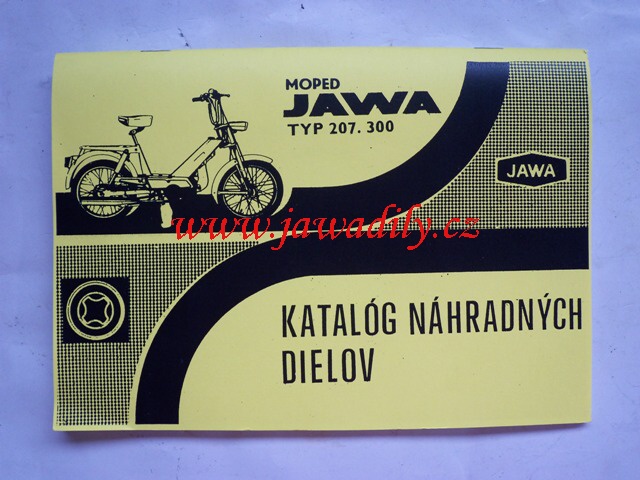 MOPED
JAWA
TYP 207. 300
JAWA
www.jawadily.cz
KATALÓG NÁHRADNÝCH
DIELOV